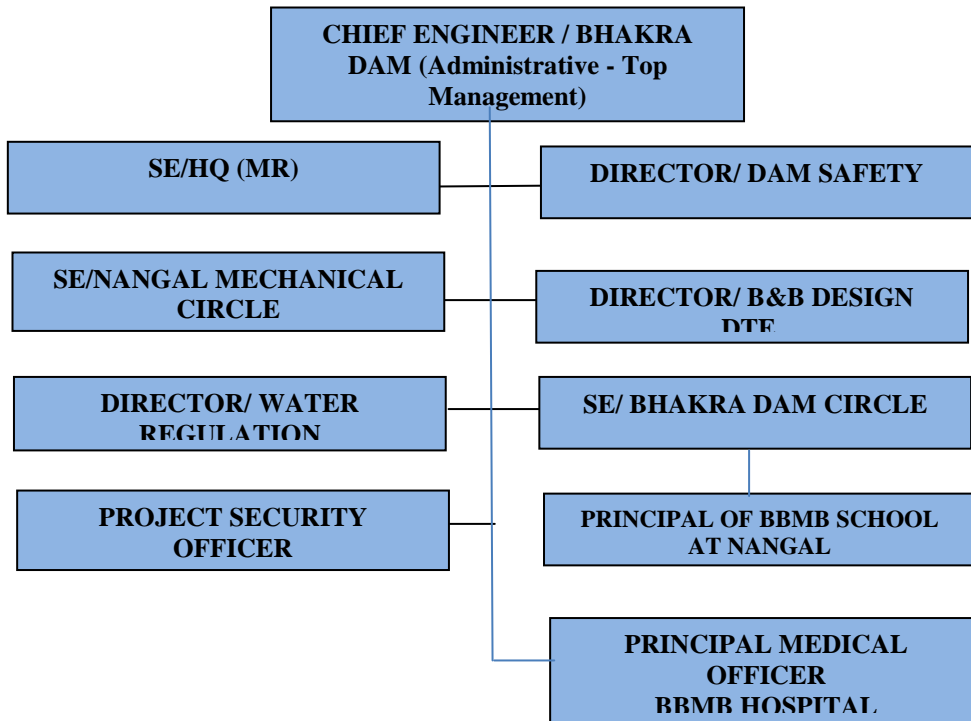 CHIEF ENGINEER / BHAKRA
DAM (Administrative - Top
Management)
SE/HQ (MR)
DIRECTOR/ DAM SAFETY
SE/NANGAL MECHANICAL
CIRCLE
DIRECTOR/ B&B DESIGN
DTE
DIRECTOR/ WATER
REGULATION
SE/ BHAKRA DAM CIRCLE
PROJECT SECURITY
OFFICER
PRINCIPAL OF BBMB SCHOOL
AT NANGAL
PRINCIPAL MEDICAL
OFFICER
BBMB HOSPITAL